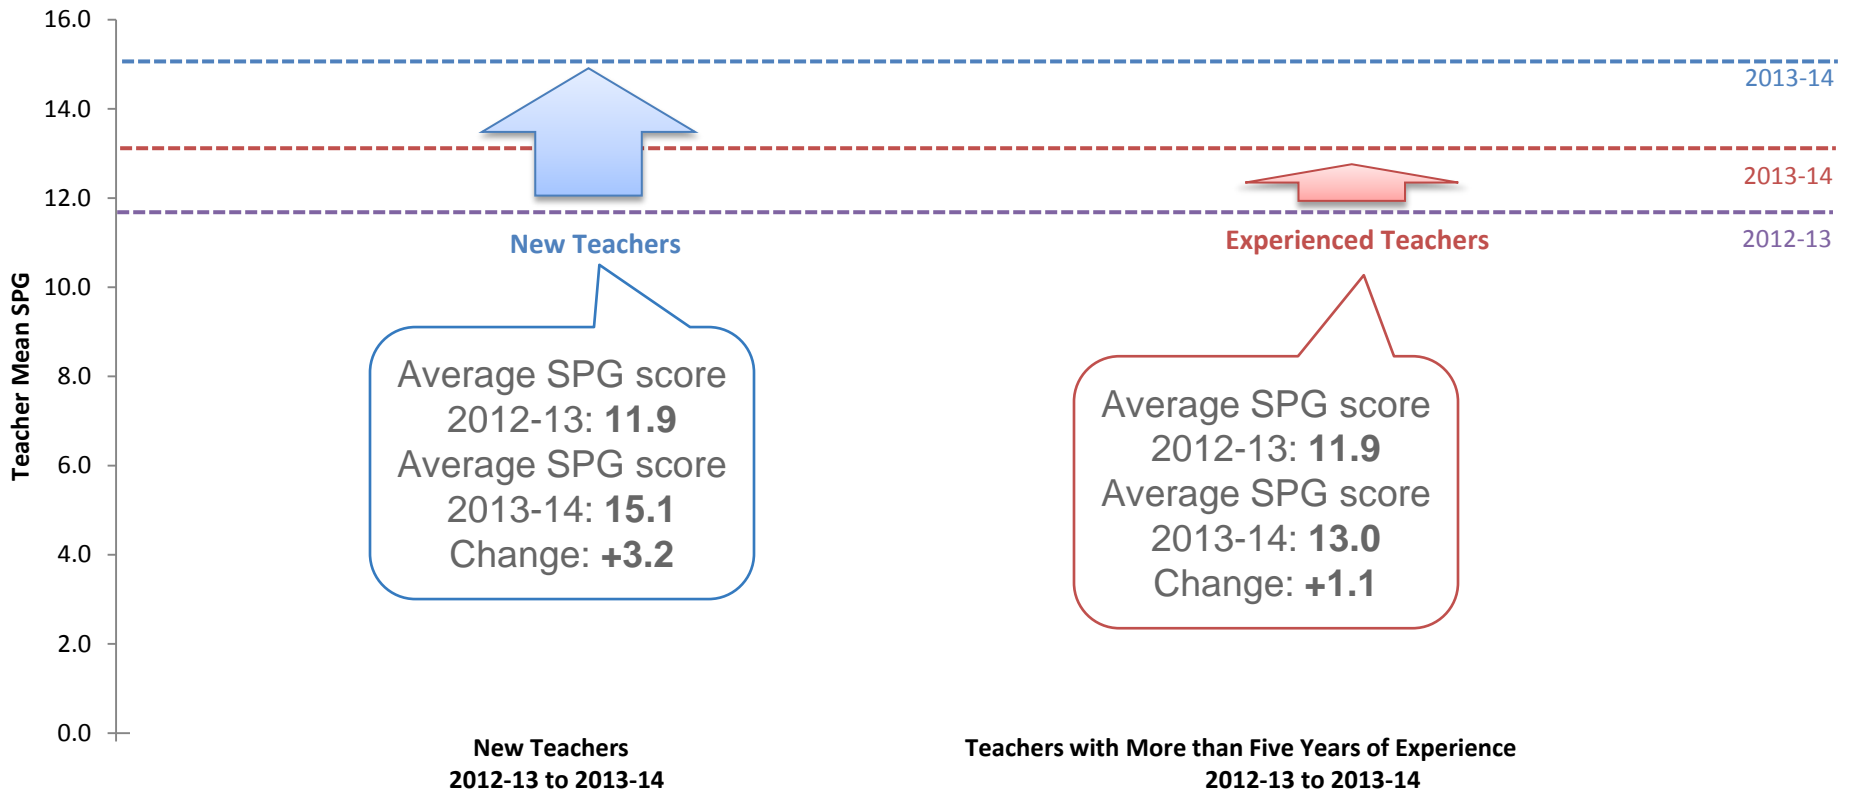 16.0
14.0
12.0
10.0
8.0
6.0
4.0
2.0
0.0
Teacher Mean SPG
2013-14
2013-14
2012-13
New Teachers
Average SPG score
2012-13: 11.9
Average SPG score
2013-14: 15.1
Change: +3.2
Experienced Teachers
Average SPG score
2012-13: 11.9
Average SPG score
2013-14: 13.0
Change: +1.1
New Teachers
2012-13 to 2013-14
Teachers with More than Five Years of Experience
2012-13 to 2013-14